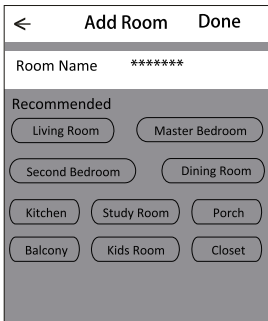 Add Room Done
Room Name *******
Recommended
Living Room Master Bedroom
Second Bedroom Dining Room
Kitchen Study Room Porch
Balcony Kids Room Closet